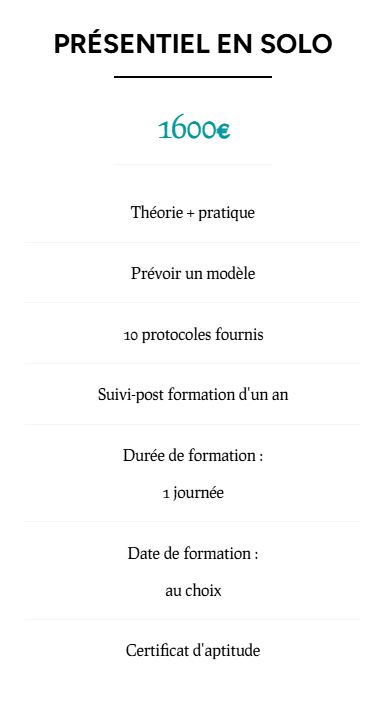 PRÉSENTIEL EN SOLO
1600€
Théorie + pratique
Prévoir un modèle
10 protocoles fournis
Suivi-post formation d'un an
Durée de formation :
1 journée
Date de formation :
au choix
Certificat d'aptitude